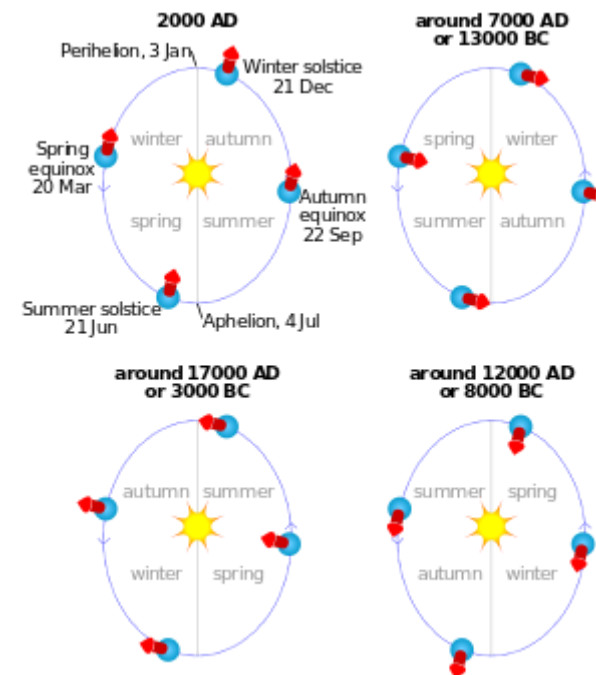 2000 AD
Perihelion, 3 Jan
Winter solstice
21 Dec
winter
autumn
Spring
equinox
20 Mar
Autumn
equinox
22 Sep
spring
summer
Summer solstice
21 Jun
Aphelion, 4 Jul
around 7000 AD
or 13000 BC
spring
winter
summer
autumn
around 17000 AD
or 3000 BC
autumn
summer
winter
spring
around 12000 AD
or 8000 BC
summer
spring
autumn
winter